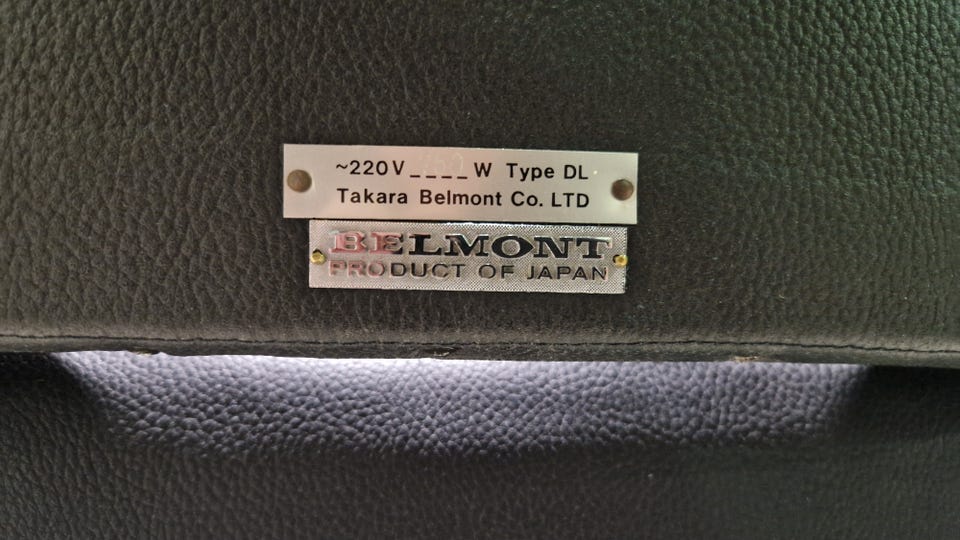 ~220V____W Type DL
Takara Belmont Co. LTD
BELMONT
PRODUCT OF JAPAN